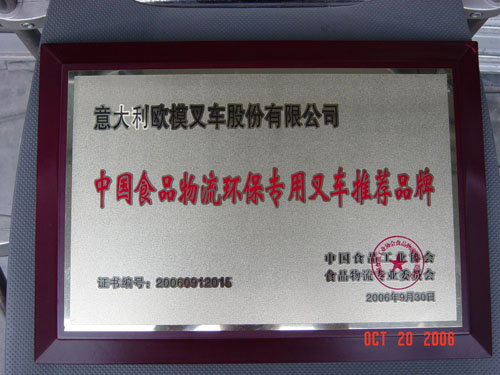 意大利欧模叉车股份有限公司
中国食品物流环保专用叉车推荐品牌
中国食品工业协会
证书编号：20060912015
食品物流专业委员会
2006年9月30日
OCT 20 2006